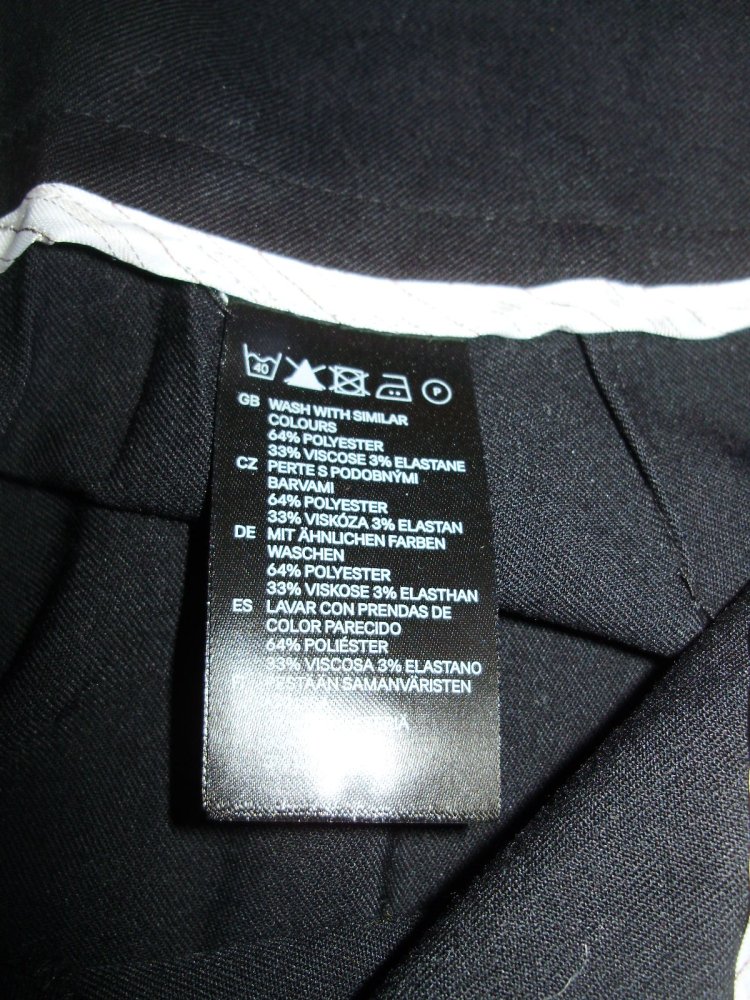 40 P
GB WASH WITH SIMILAR
COLOURS
64% POLYESTER
33% VISCOSE 3% ELASTANE
CZ PERTE S PODOBNÝMI
BARVAMI
64% POLYESTER
33% VISKÓZA 3% ELASTAN
DE MIT ÄHNLICHEN FARBEN
WASCHEN
64% POLYESTER
33% VISKOSE 3% ELASTHAN
ES LAVAR CON PRENDAS DE
COLOR PARECIDO
64% POLIÉSTER
33% VISCOSA 3% ELASTANO
SAMANVÄRISTEN